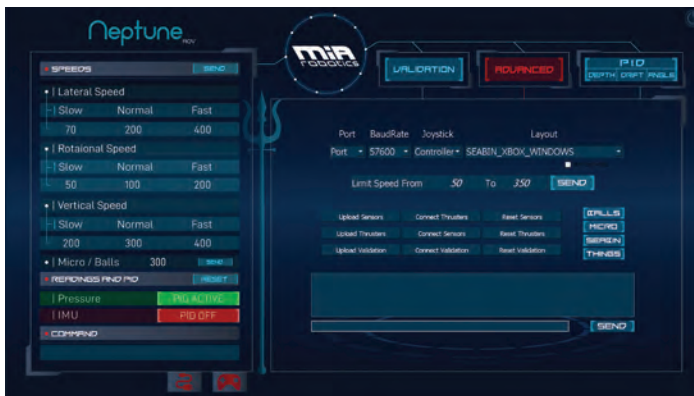 Neptune
ROV
SPEEDS SEND
Lateral Speed
Slow Normal Fast
70 200 400
Rotaional Speed
Slow Normal Fast
50 100 200
Vertical Speed
Slow Normal Fast
200 300 400
Micro / Balls 300 SEND
READINGS AND PID RESET
Pressure PID ACTIVE
IMU PID OFF
COMMAND
MIA
ROBOTICS
VALIDATION
ADVANCED
PID
DEPTH DRIFT ANGLE
Port BaudRate Joystick Layout
Port 57600 Controller SEABIN_XBOX_WINDOWS
Limit Speed From 50 To 350 SEND
Upload Sensors Connect Thrusters Reset Sensors
Upload Thrusters Connect Sensors Reset Thrusters
Upload Validation Connect Validation Reset Validation
BALLS
MICRO
SEABIN
THINGS
SEND